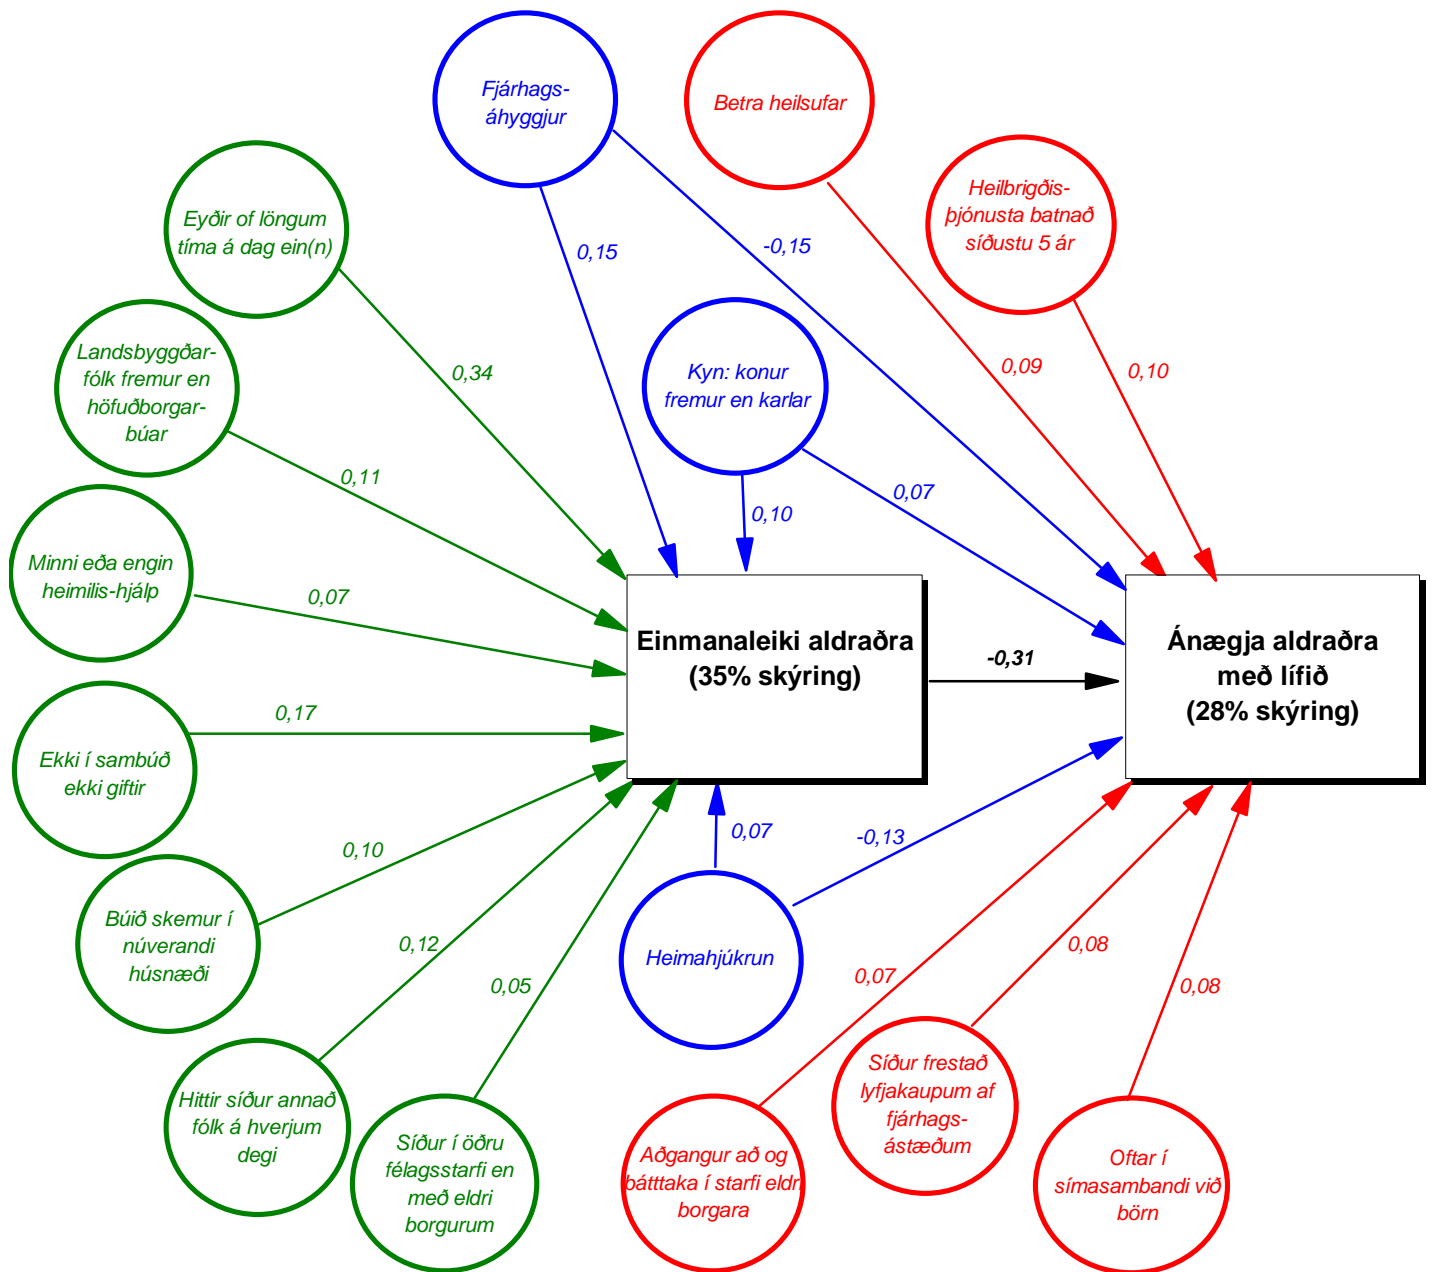 Fjárhags-
áhyggjur
Betra heilsufar
Heilbrigðis-
þjónusta batnað
síðustu 5 ár
Eyðir of löngum
tíma á dag ein(n)
0,15
-0,15
Landsbyggðar-
fólk fremur en
höfuðborgar-
búar
0,34
Kyn: konur
fremur en karlar
0,09
0,10
0,11
0,10
0,07
Minni eða engin
heimilis-hjálp
0,07
Einmanaleiki aldraðra
(35% skýring)
-0,31
Ánægja aldraðra
með lífið
(28% skýring)
0,17
Ekki í sambúð
ekki giftir
0,10
0,07
-0,13
Búið skemur í
núverandi
húsnæði
0,12
0,05
Heimahjúkrun
0,07
0,08
0,08
Hittir síður annað
fólk á hverjum
degi
Síður í öðru
félagsstarfi en
með eldri
borgurum
Aðgangur að og
þátttaka í starfi eldri
borgara
Síður frestað
lyfjakaupum af
fjárhags-
ástæðum
Oftar í
símasambandi við
börn